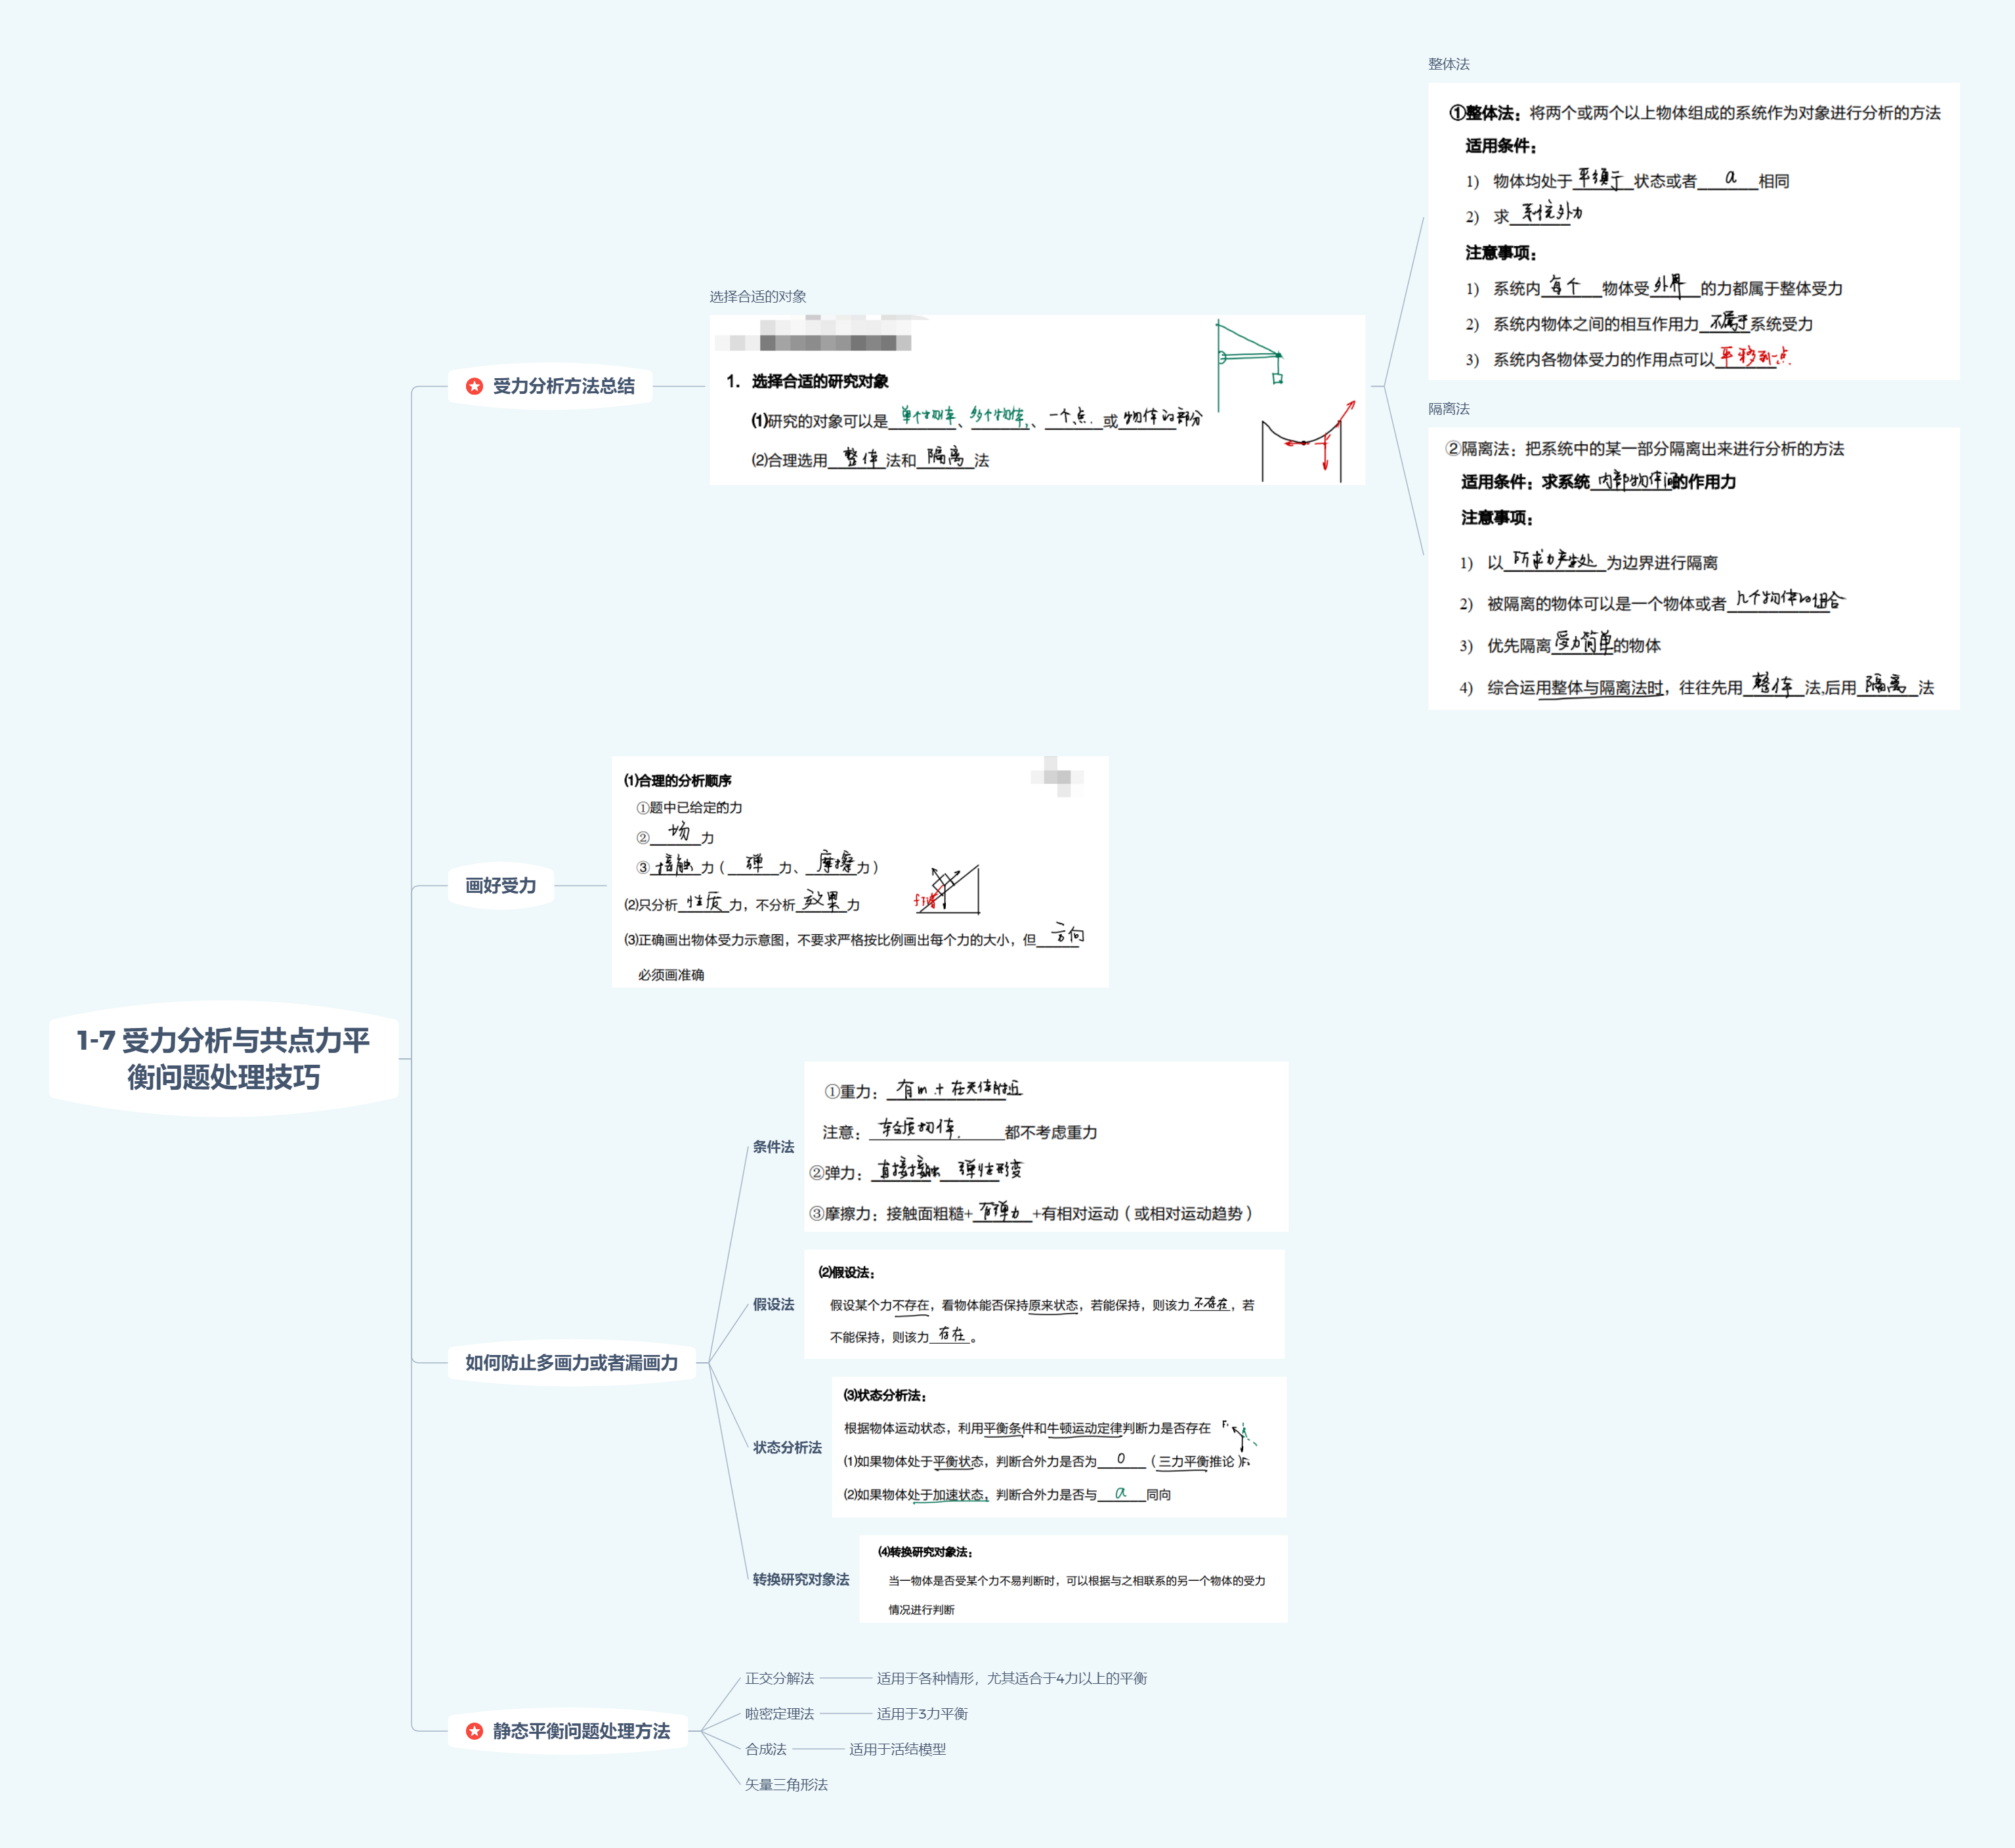 1-7 受力分析与共点力平
衡问题处理技巧
受力分析方法总结
选择合适的对象
1. 选择合适的研究对象
(1)研究的对象可以是单个物体、多个物体、一个点或物体的部分
(2)合理选用整体法和隔离法
整体法
①整体法：将两个或两个以上物体组成的系统作为对象进行分析的方法
适用条件：
1) 物体均处于平衡状态或者a相同
2) 求系统外力
注意事项：
1) 系统内每个物体受外界的力都属于整体受力
2) 系统内物体之间的相互作用力不属于系统受力
3) 系统内各物体受力的作用点可以平移到一点
隔离法
②隔离法：把系统中的某一部分隔离出来进行分析的方法
适用条件：求系统内部物体间的作用力
注意事项：
1) 以所求力产生处为边界进行隔离
2) 被隔离的物体可以是一个物体或者几个物体的组合
3) 优先隔离受力简单的物体
4) 综合运用整体与隔离法时，往往先用整体法,后用隔离法
画好受力
(1)合理的分析顺序
①题中已给定的力
②场力
③接触力（弹力、摩擦力）
(2)只分析性质力，不分析效果力
(3)正确画出物体受力示意图，不要求严格按比例画出每个力的大小，但方向
必须画准确
如何防止多画力或者漏画力
条件法
①重力：有m + 在天体附近
注意：轻质物体.都不考虑重力
②弹力：直接接触 弹性形变
③摩擦力：接触面粗糙+有弹力+有相对运动（或相对运动趋势）
假设法
(2)假设法：
假设某个力不存在，看物体能否保持原来状态，若能保持，则该力不存在，若
不能保持，则该力存在。
状态分析法
(3)状态分析法：
根据物体运动状态，利用平衡条件和牛顿运动定律判断力是否存在
(1)如果物体处于平衡状态，判断合外力是否为0（三力平衡推论）
(2)如果物体处于加速状态，判断合外力是否与a同向
转换研究对象法
(4)转换研究对象法：
当一物体是否受某个力不易判断时，可以根据与之相联系的另一个物体的受力
情况进行判断
静态平衡问题处理方法
正交分解法
适用于各种情形，尤其适合于4力以上的平衡
啦密定理法
适用于3力平衡
合成法
适用于活结模型
矢量三角形法